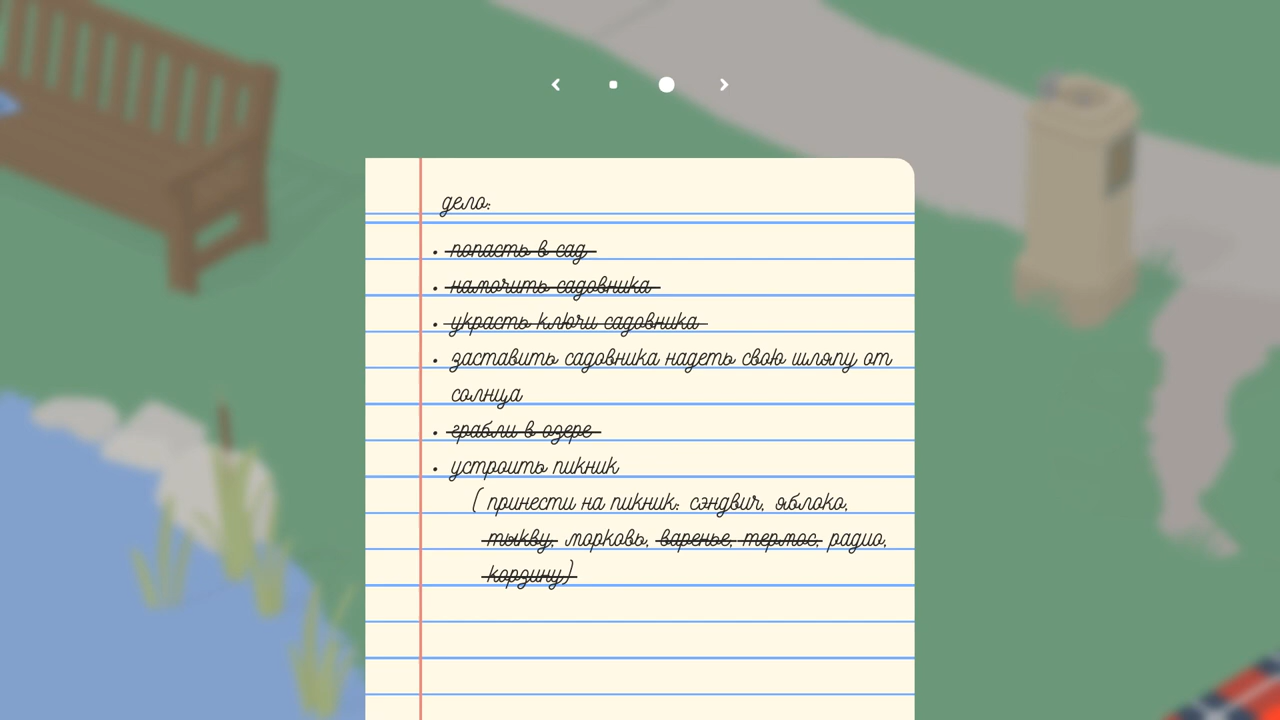 дело:
• попасть в сад
• намочить садовника
• украсть ключи садовника
• заставить садовника надеть свою шляпу от
солнца
• грабли в озере
• устроить пикник
(принести на пикник: сэндвич, яблоко,
тыкву, морковь, варенье, термос, радио,
корзину)